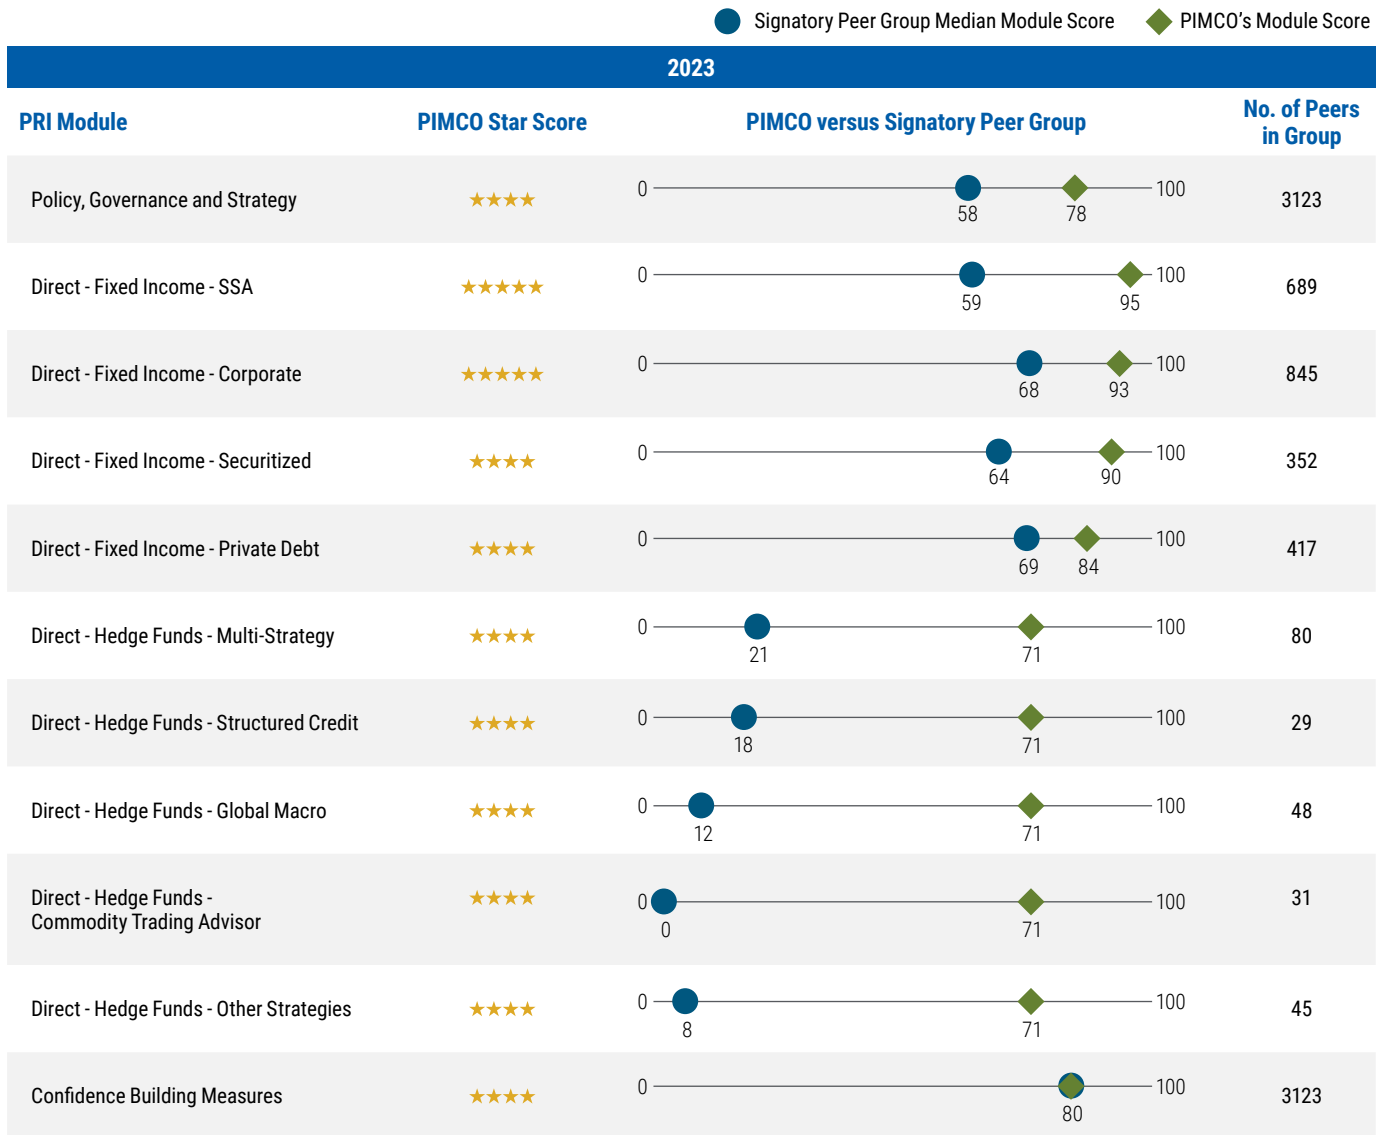 Signatory Peer Group Median Module Score PIMCO's Module Score
2023
PRI Module PIMCO Star Score PIMCO versus Signatory Peer Group No. of Peers
in Group
Policy, Governance and Strategy ★★★★ 0 100 3123
58 78
Direct - Fixed Income - SSA ★★★★★ 0 100 689
59 95
Direct - Fixed Income - Corporate ★★★★★ 0 100 845
68 93
Direct - Fixed Income - Securitized ★★★★ 0 100 352
64 90
Direct - Fixed Income - Private Debt ★★★★ 0 100 417
69 84
Direct - Hedge Funds - Multi-Strategy ★★★★ 0 100 80
21 71
Direct - Hedge Funds - Structured Credit ★★★★ 0 100 29
18 71
Direct - Hedge Funds - Global Macro ★★★★ 0 100 48
12 71
Direct - Hedge Funds - ★★★★ 0 100 31
Commodity Trading Advisor
0 71
Direct - Hedge Funds - Other Strategies ★★★★ 0 100 45
8 71
Confidence Building Measures ★★★★ 0 100 3123
80